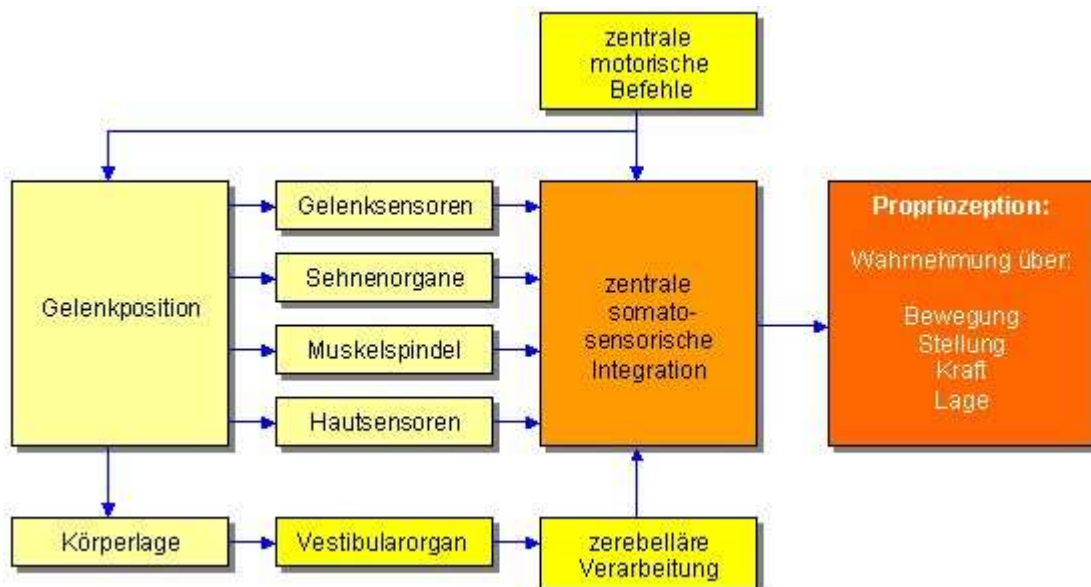 zentrale
motorische
Befehle
Gelenkposition
Gelenksensoren
Sehnenorgane
Muskelspindel
Hautsensoren
zentrale
somato-
sensorische
Integration
Propriozeption:
Wahrnehmung über:
Bewegung
Stellung
Kraft
Lage
Körperlage
Vestibularorgan
zerebelläre
Verarbeitung